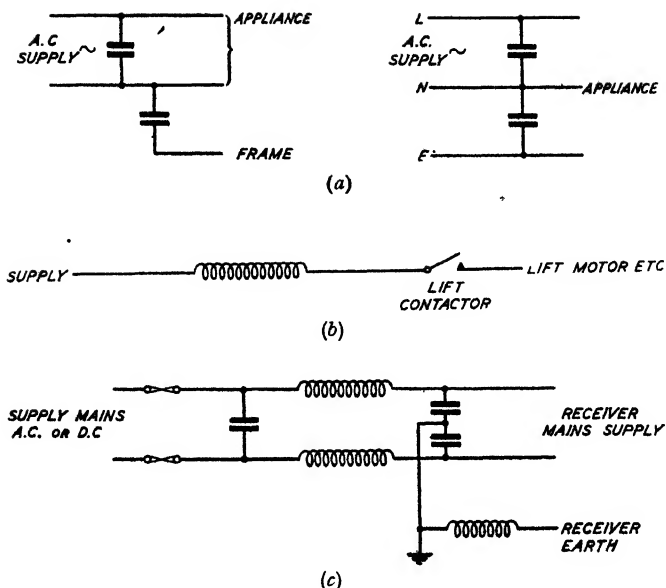 A.C
SUPPLY ~
APPLIANCE
FRAME
L
A.C.
SUPPLY ~
N
APPLIANCE
E
(a)
SUPPLY
LIFT MOTOR ETC
LIFT
CONTACTOR
(b)
SUPPLY MAINS
A.C. OR D.C
RECEIVER
MAINS SUPPLY
RECEIVER
EARTH
(c)